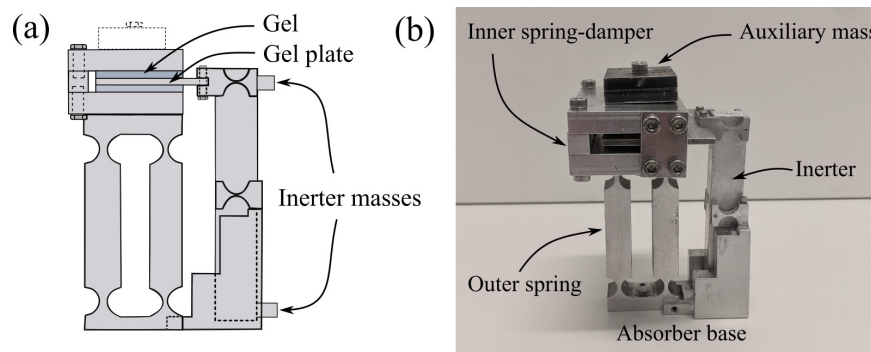 (a)
Gel
Gel plate
Inerter masses
(b)
Inner spring-damper
Auxiliary mass
Inerter
Outer spring
Absorber base